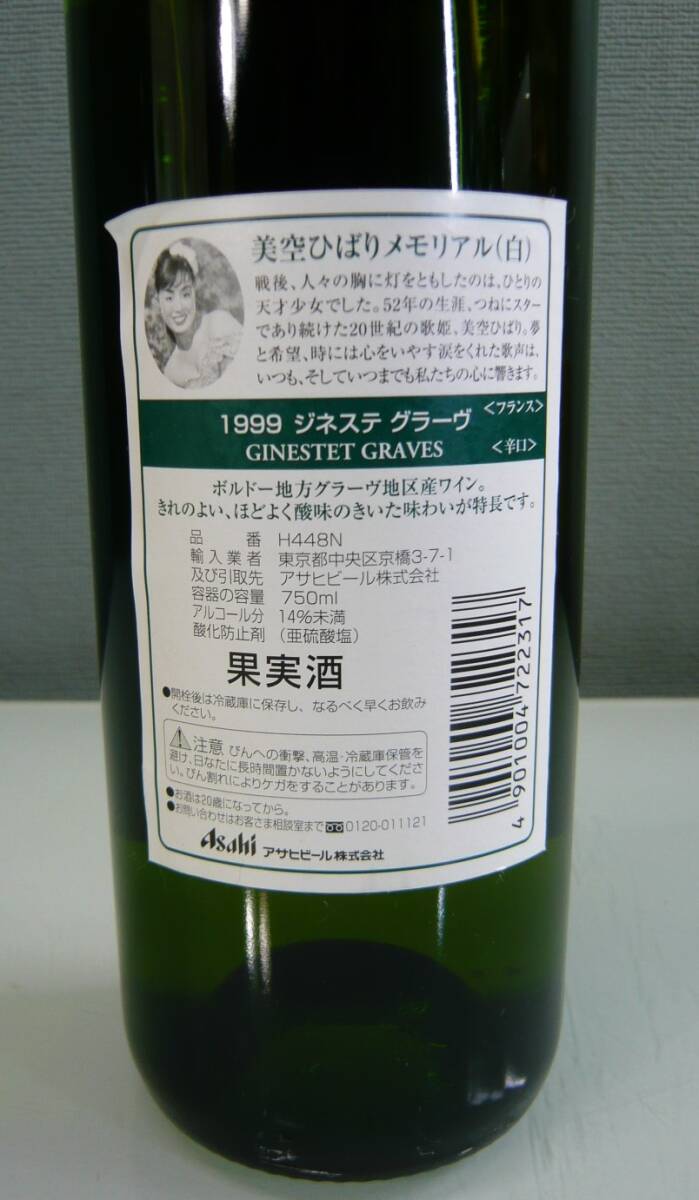 美空ひばりメモリアル(白)
戦後、人々の胸に灯をともしたのは、ひとりの
天才少女でした。52年の生涯、つねにスター
であり続けた20世紀の歌姫、美空ひばり。夢
と希望、時には心をいやす涙をくれた歌声は、
いつも、そしていつまでも私たちの心に響きます。
1999 ジネステ グラーヴ <フランス>
GINESTET GRAVES <辛口>
ボルドー地方グラーヴ地区産ワイン。
きれのよい、ほどよく酸味のきいた味わいが特長です。
品番 H448N
輸入業者 東京都中央区京橋3-7-1
及び引取先 アサヒビール株式会社
容器の容量 750ml
アルコール分 14%未満
酸化防止剤 (亜硫酸塩)
果実酒
●開栓後は冷蔵庫に保存し、なるべく早くお飲み
ください。
注意 びんへの衝撃、高温・冷蔵庫保管を
避け、日なたに長時間置かないようにしてくださ
い。びん割れによりケガをすることがあります。
●お酒は20歳になってから。
●お問い合わせはお客さま相談室まで 0120-011121
Asahi アサヒビール株式会社
4 901004 722317